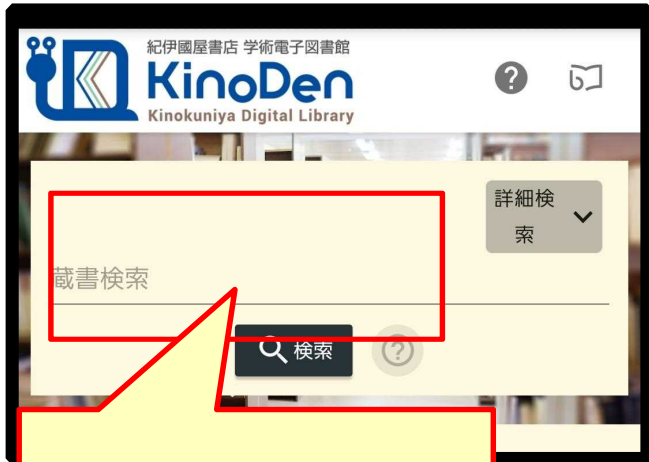 紀伊國屋書店 学術電子図書館
KinoDen
Kinokuniya Digital Library
詳細検
索
蔵書検索
検索